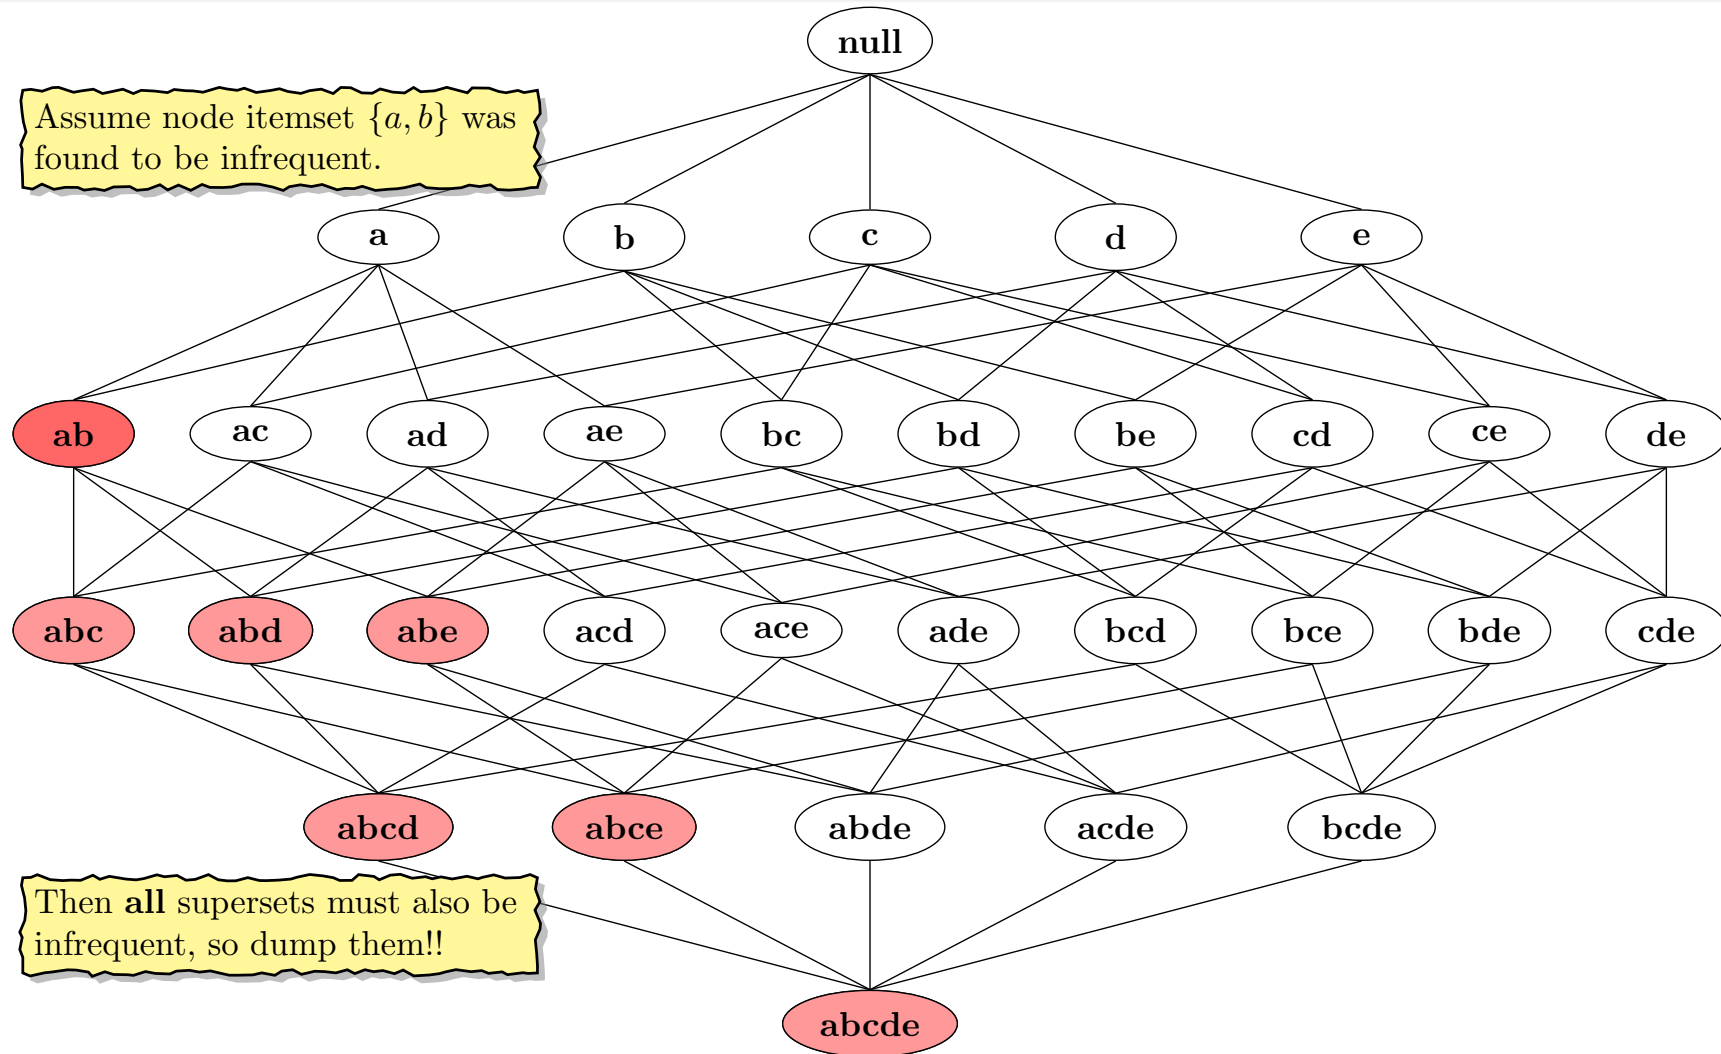 null
Assume node itemset {a, b} was
found to be infrequent.
a b c d e
ab ac ad ae bc bd be cd ce de
abc abd abe acd ace ade bcd bce bde cde
abcd abce abde acde bcde
Then all supersets must also be
infrequent, so dump them!!
abcde